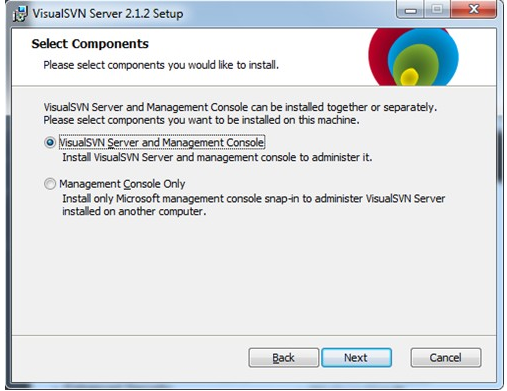 VisualSVN Server 2.1.2 Setup
Select Components
Please select components you would like to install.
VisualSVN Server and Management Console can be installed together or separately.
Please select components you want to be installed on this machine.
VisualSVN Server and Management Console
Install VisualSVN Server and management console to administer it.
Management Console Only
Install only Microsoft management console snap-in to administer VisualSVN Server
installed on another computer.
Back Next Cancel